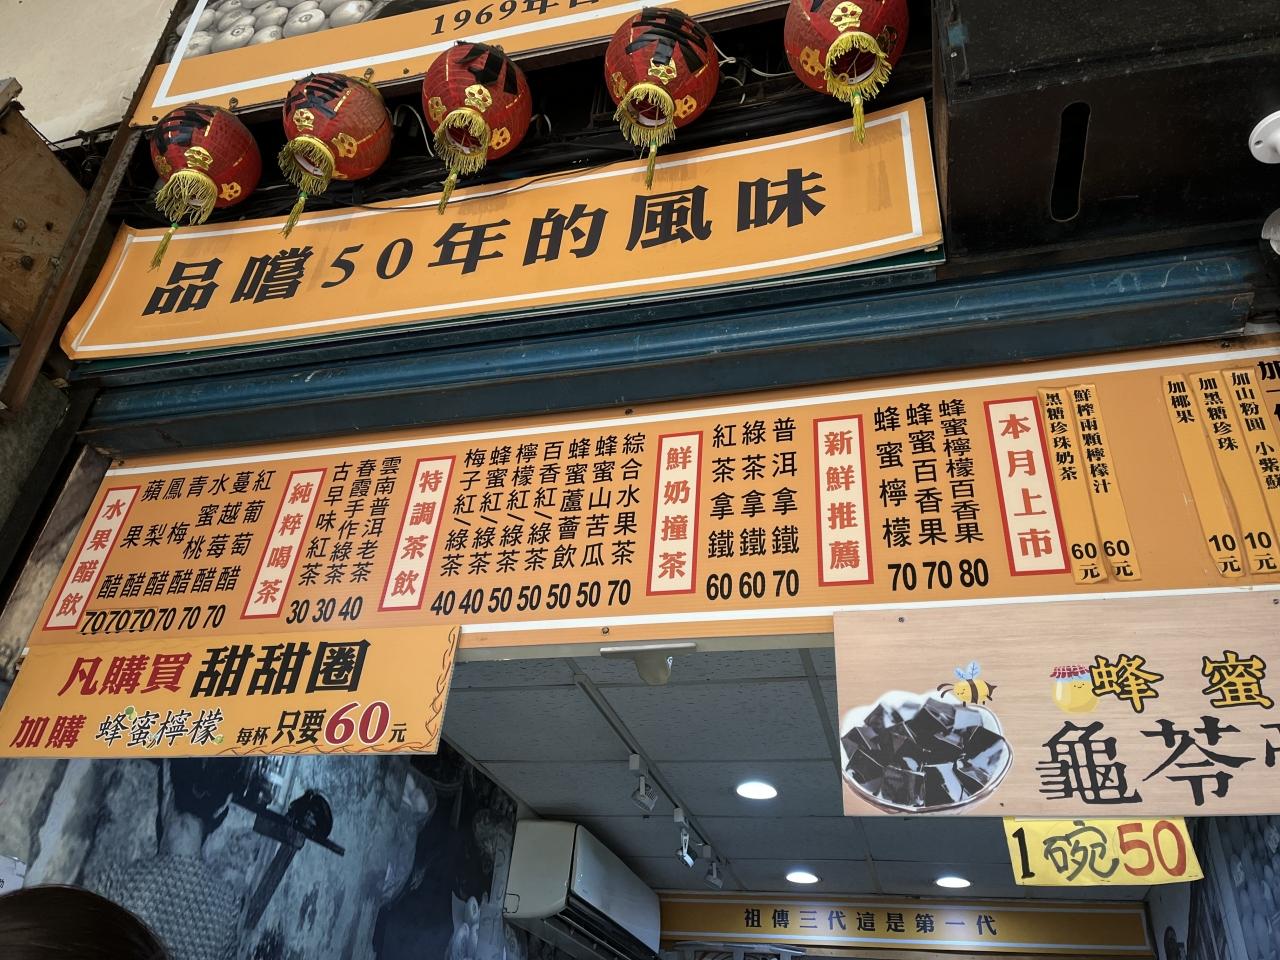 1969年
品嚐50年的風味
水果醋飲
蘋果醋 70
鳳梨醋 70
青梅醋 70
水蜜桃醋 70
蔓越莓醋 70
紅葡萄醋 70
純粹喝茶
古早味紅茶 30
春霞手作綠茶 30
雲南普洱老茶 40
特調茶飲
梅子紅/綠茶 40
蜂蜜紅/綠茶 40
檸檬紅/綠茶 50
百香紅/綠茶 50
蜂蜜蘆薈飲 50
蜂蜜山苦瓜 50
綜合水果茶 70
鮮奶撞茶
紅茶拿鐵 60
綠茶拿鐵 60
普洱拿鐵 70
新鮮推薦
蜂蜜檸檬 70
蜂蜜百香果 70
蜂蜜檸檬百香果 80
本月上市
黑糖珍珠奶茶 60元
鮮榨兩顆檸檬汁 60元
加椰果
加黑糖珍珠 10元
加山粉圓 小紫蘇 10元
加
凡購買甜甜圈
加購 蜂蜜檸檬 每杯只要60元
蜂蜜
龜苓
1碗50
祖傳三代這是第一代